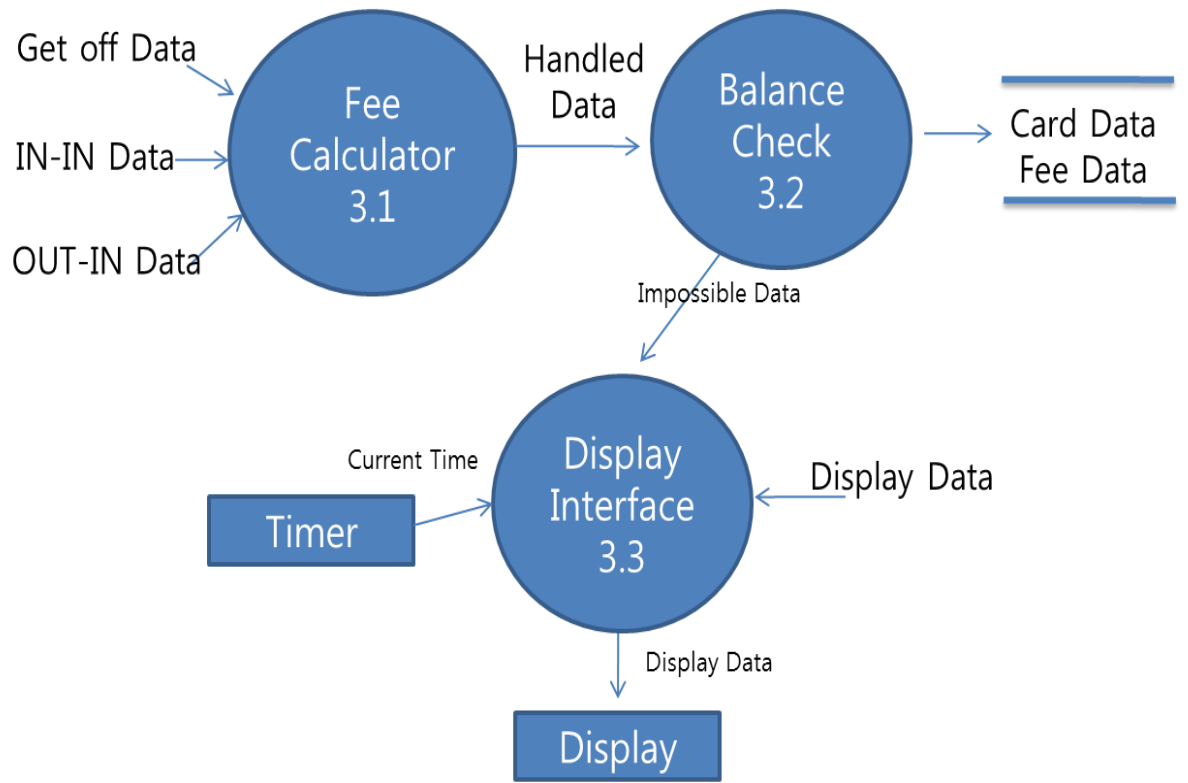 Get off Data
IN-IN Data
OUT-IN Data
Fee
Calculator
3.1
Handled
Data
Balance
Check
3.2
Card Data
Fee Data
Impossible Data
Current Time
Timer
Display
Interface
3.3
Display Data
Display Data
Display